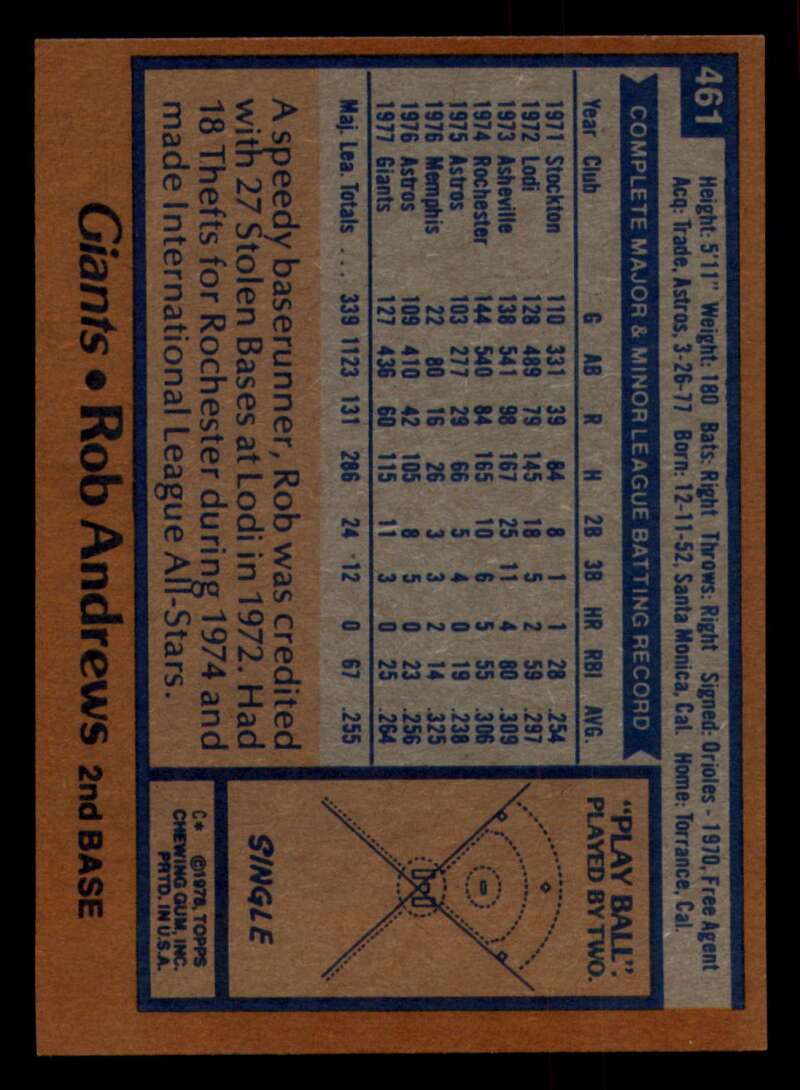 461
Height: 5'11" Weight: 180 Bats: Right Throws: Right Signed: Orioles - 1970, Free Agent
Acq: Trade, Astros, 3-26-77 Born: 12-11-52, Santa Monica, Cal. Home: Torrance, Cal.
COMPLETE MAJOR & MINOR LEAGUE BATTING RECORD
Year Club G AB R H 2B 3B HR RBI AVG.
1971 Stockton 110 331 39 84 8 1 1 28 .254
1972 Lodi 128 489 79 145 18 5 2 59 .297
1973 Asheville 138 541 98 167 25 11 4 80 .309
1974 Rochester 144 540 84 165 10 6 5 55 .306
1975 Astros 103 277 29 66 5 4 0 19 .238
1976 Memphis 22 80 16 26 3 3 2 14 .325
1976 Astros 109 410 42 105 8 5 0 23 .256
1977 Giants 127 436 60 115 11 3 0 25 .264
Maj. Lea. Totals ... 339 1123 131 286 24 12 0 67 .255
A speedy baserunner, Rob was credited
with 27 Stolen Bases at Lodi in 1972. Had
18 Thefts for Rochester during 1974 and
made International League All-Stars.
"PLAY BALL":
PLAYED BY TWO.
SINGLE
C* ©1978, TOPPS
CHEWING GUM, INC.
PRTD. IN U.S.A.
Giants • Rob Andrews 2nd BASE